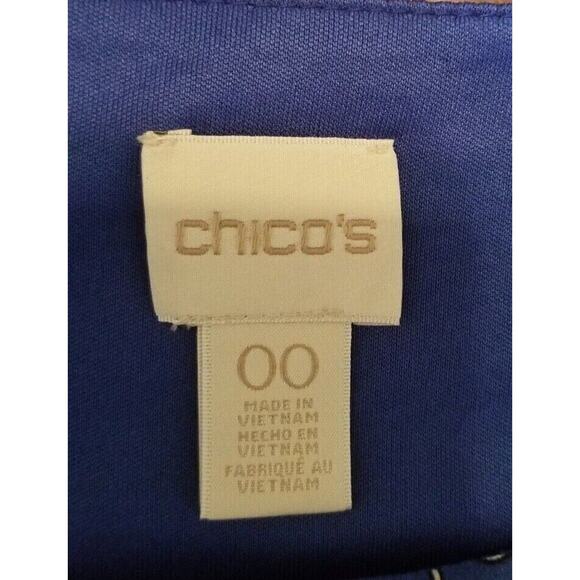 chico's
00
MADE IN
VIETNAM
HECHO EN
VIETNAM
FABRIQUÉ AU
VIETNAM